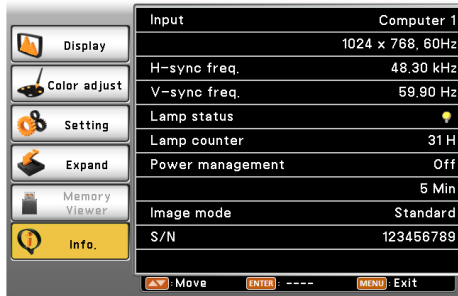 Display
Color adjust
Setting
Expand
Memory
Viewer
Info.
Input Computer 1
1024 x 768, 60Hz
H-sync freq. 48.30 kHz
V-sync freq. 59.90 Hz
Lamp status
Lamp counter 31 H
Power management Off
5 Min
Image mode Standard
S/N 123456789
:Move ENTER : ---- MENU : Exit